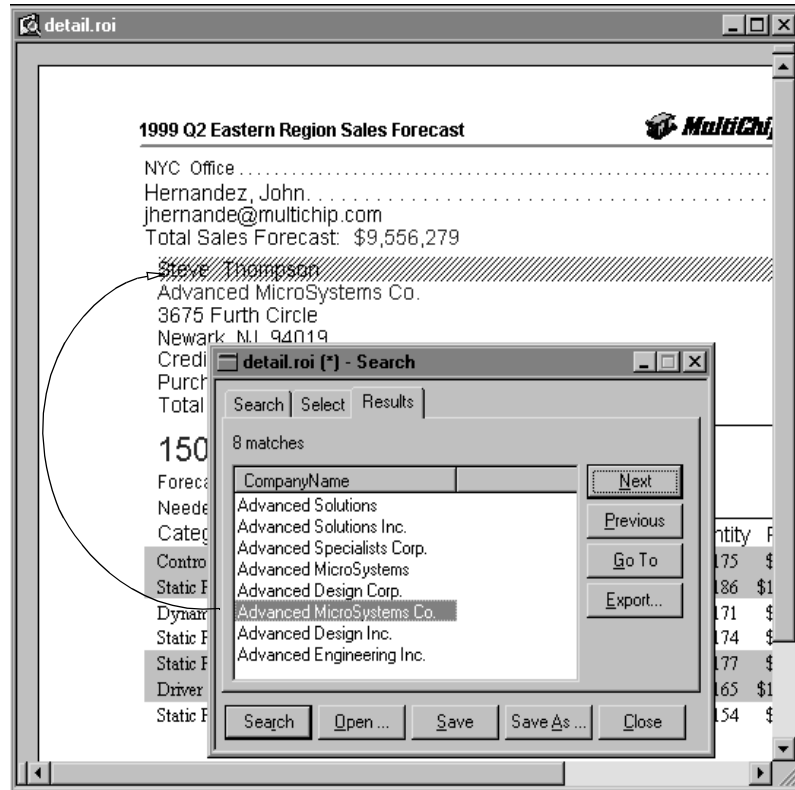 detail.roi
1999 Q2 Eastern Region Sales Forecast
MultiChip
NYC Office
Hernandez, John
jhernande@multichip.com
Total Sales Forecast: $9,556,279
Steve Thompson
Advanced MicroSystems Co.
3675 Furth Circle
Newark, NJ 94019
Credi
Purch
Total
150
Foreca
Neede
Categ
ntity
Contro
175 $
Static F
186 $1
Dynam
171 $
Static F
174 $
Static F
177 $
Driver
165 $1
Static F
154 $
detail.roi (*) - Search
Search Select Results
8 matches
CompanyName
Advanced Solutions
Advanced Solutions Inc.
Advanced Specialists Corp.
Advanced MicroSystems
Advanced Design Corp.
Advanced MicroSystems Co.
Advanced Design Inc.
Advanced Engineering Inc.
Next
Previous
Go To
Export...
Search Open ... Save Save As ... Close